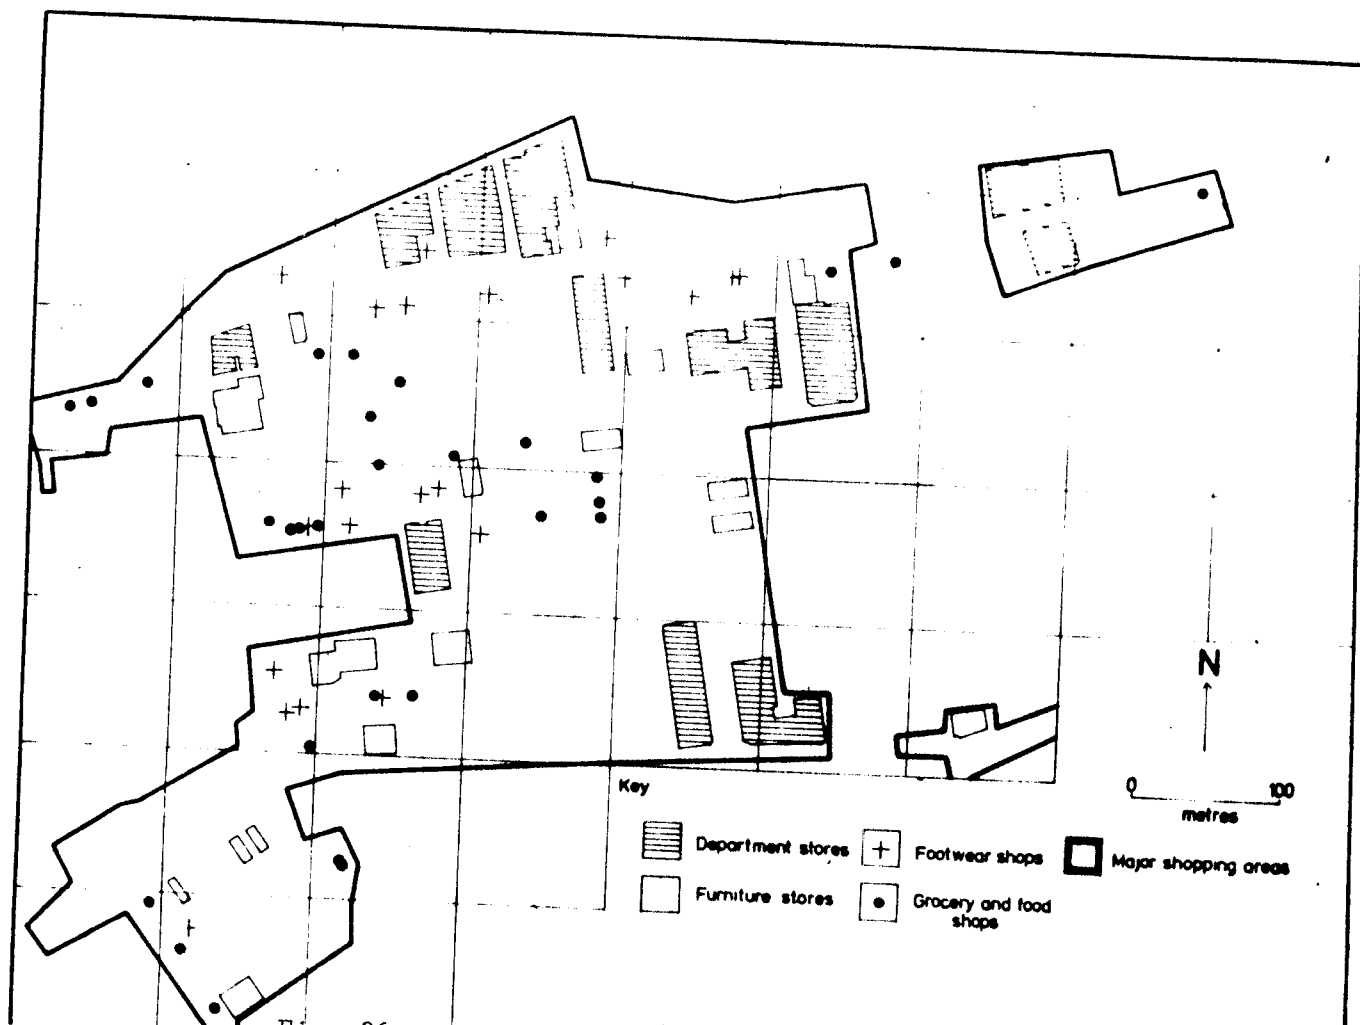 N
0 100
metres
Key
Department stores
Footwear shops
Major shopping areas
Furniture stores
Grocery and food
shops